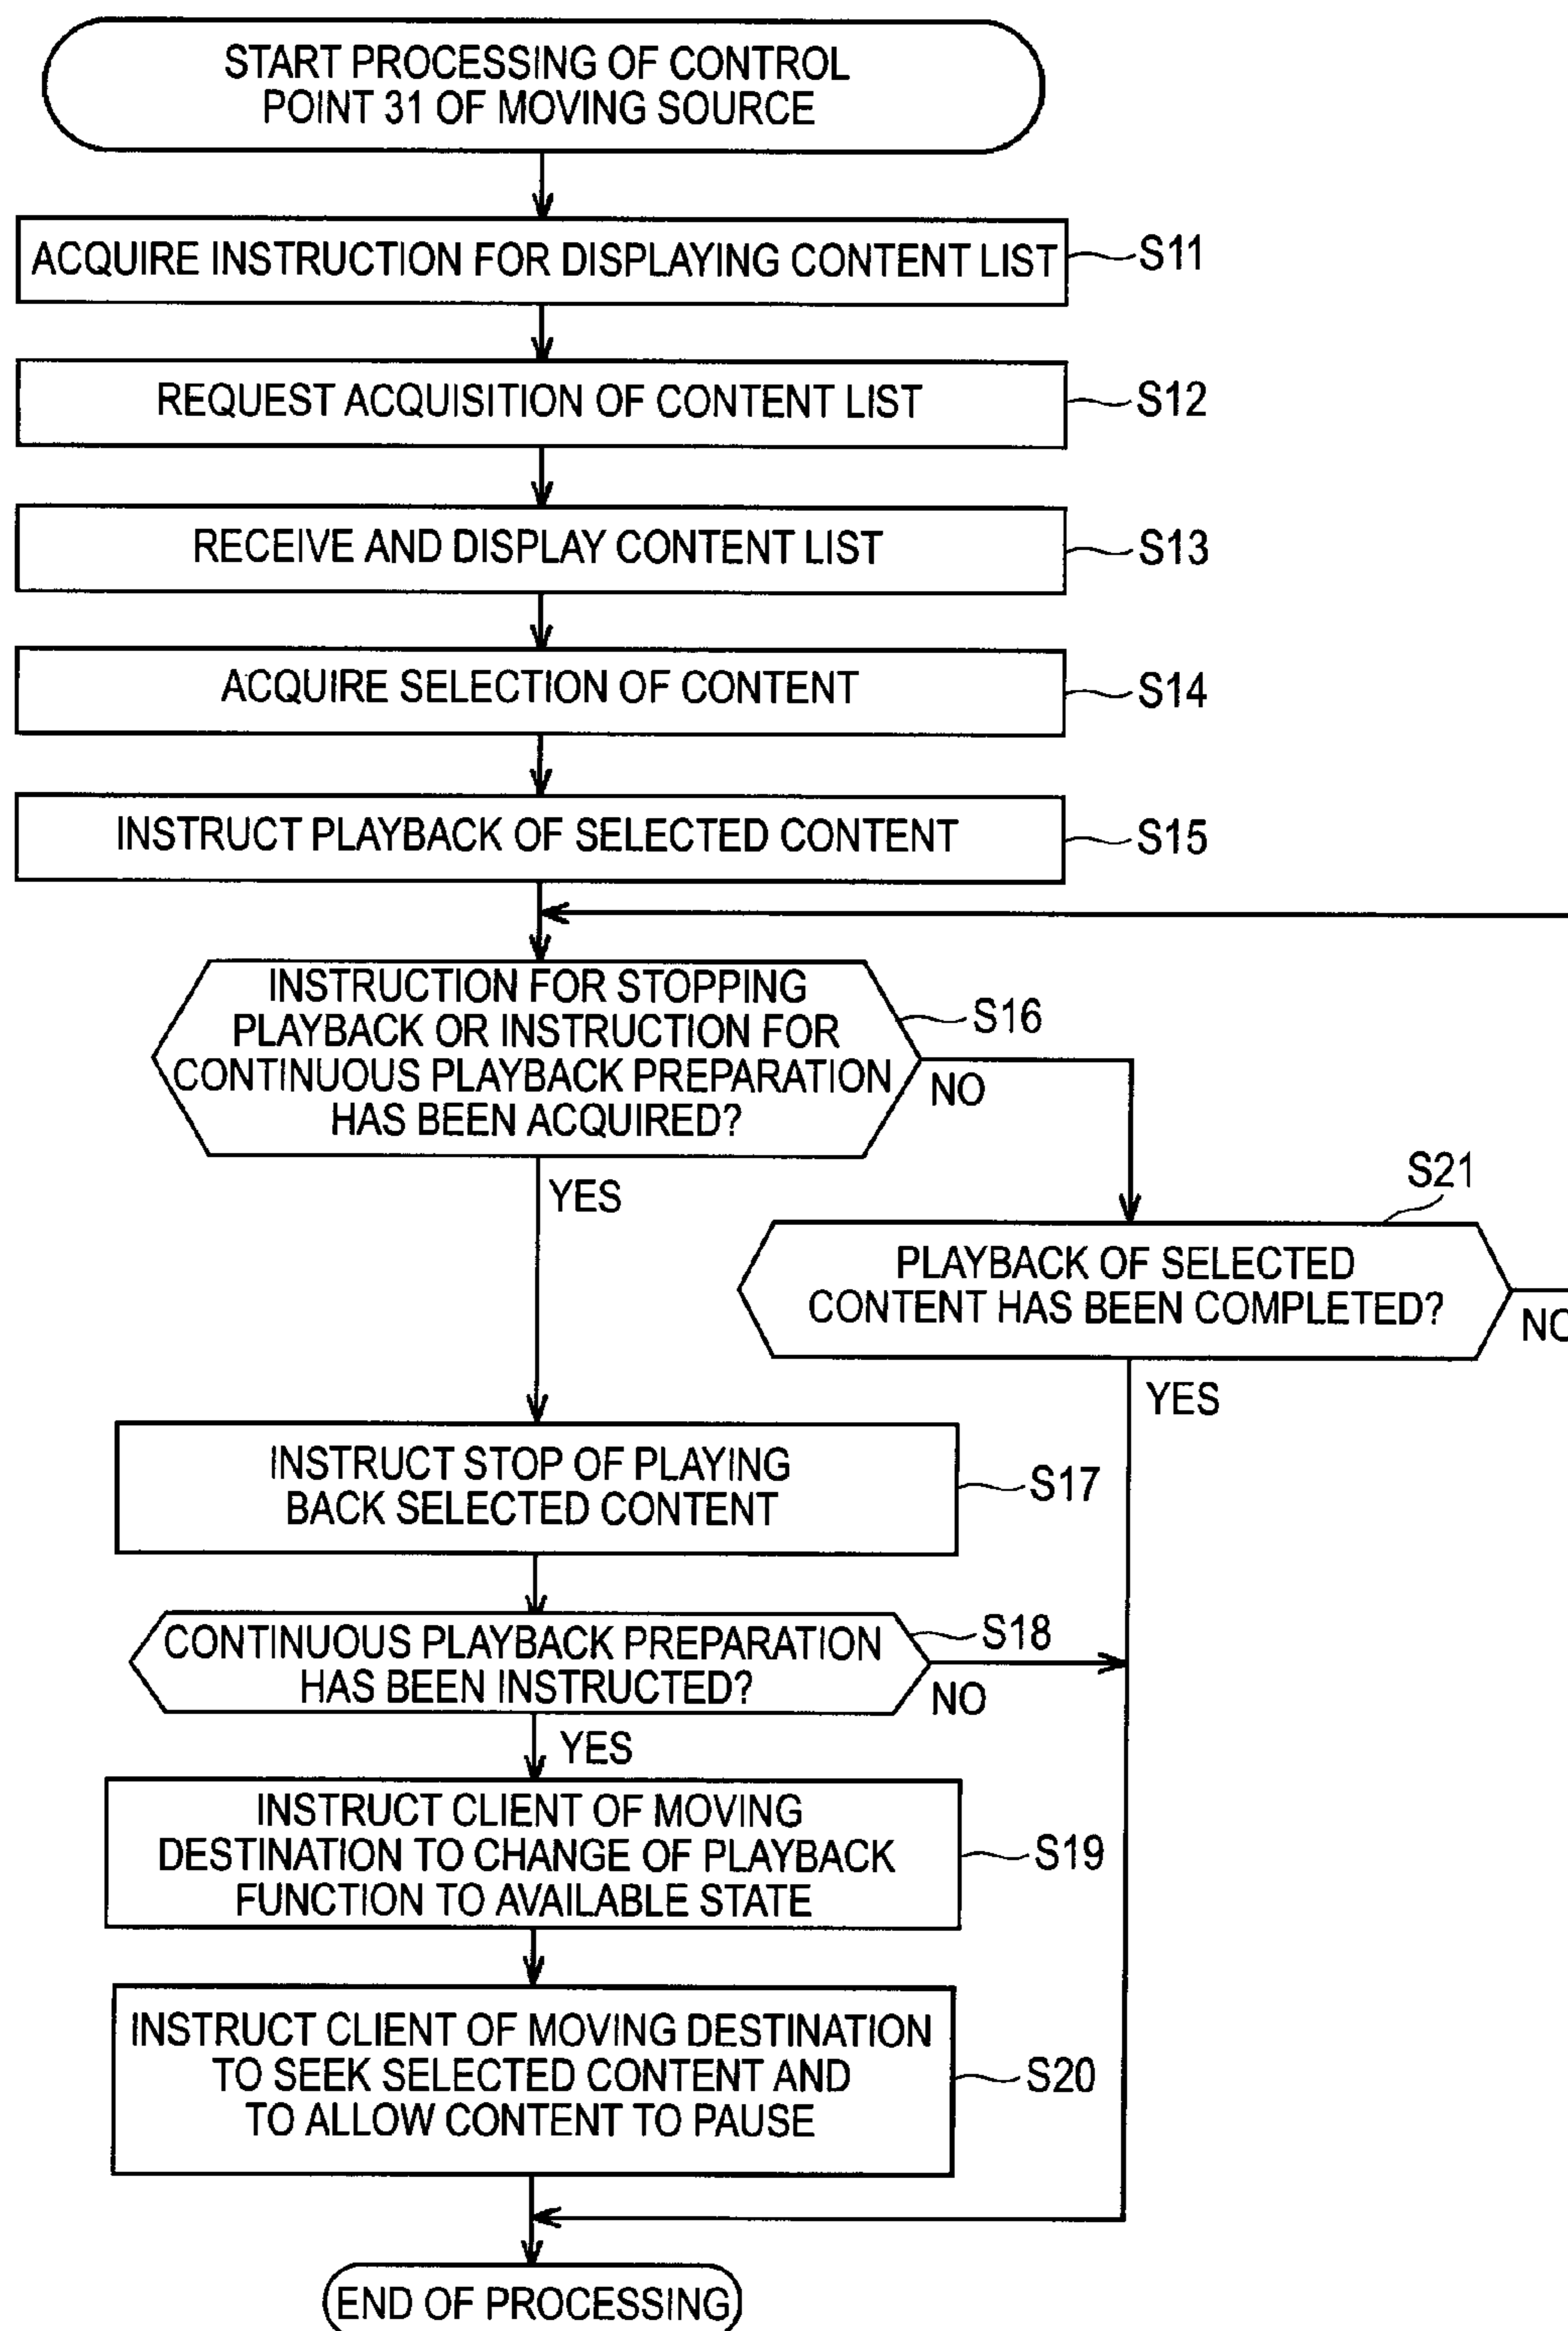 START PROCESSING OF CONTROL
POINT 31 OF MOVING SOURCE
ACQUIRE INSTRUCTION FOR DISPLAYING CONTENT LIST
S11
REQUEST ACQUISITION OF CONTENT LIST
S12
RECEIVE AND DISPLAY CONTENT LIST
S13
ACQUIRE SELECTION OF CONTENT
S14
INSTRUCT PLAYBACK OF SELECTED CONTENT
S15
INSTRUCTION FOR STOPPING
PLAYBACK OR INSTRUCTION FOR
CONTINUOUS PLAYBACK PREPARATION
HAS BEEN ACQUIRED?
S16
NO
YES
S21
PLAYBACK OF SELECTED
CONTENT HAS BEEN COMPLETED?
NO
YES
INSTRUCT STOP OF PLAYING
BACK SELECTED CONTENT
S17
CONTINUOUS PLAYBACK PREPARATION
HAS BEEN INSTRUCTED?
S18
NO
YES
INSTRUCT CLIENT OF MOVING
DESTINATION TO CHANGE OF PLAYBACK
FUNCTION TO AVAILABLE STATE
S19
INSTRUCT CLIENT OF MOVING DESTINATION
TO SEEK SELECTED CONTENT AND
TO ALLOW CONTENT TO PAUSE
S20
END OF PROCESSING